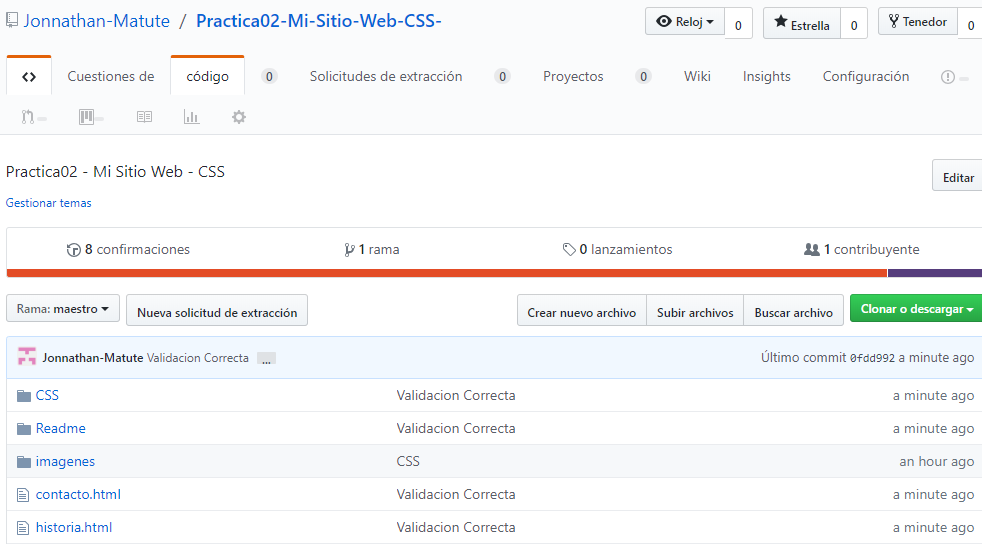 Jonnathan-Matute / Practica02-Mi-Sitio-Web-CSS-
Reloj 0 Estrella 0 Tenedor 0
<> Cuestiones de código 0 Solicitudes de extracción 0 Proyectos 0 Wiki Insights Configuración
Practica02 - Mi Sitio Web - CSS
Editar
Gestionar temas
8 confirmaciones 1 rama 0 lanzamientos 1 contribuyente
Rama: maestro Nueva solicitud de extracción Crear nuevo archivo Subir archivos Buscar archivo Clonar o descargar
Jonnathan-Matute Validacion Correcta ... Último commit 0fdd992 a minute ago
CSS Validacion Correcta a minute ago
Readme Validacion Correcta a minute ago
imagenes CSS an hour ago
contacto.html Validacion Correcta a minute ago
historia.html Validacion Correcta a minute ago